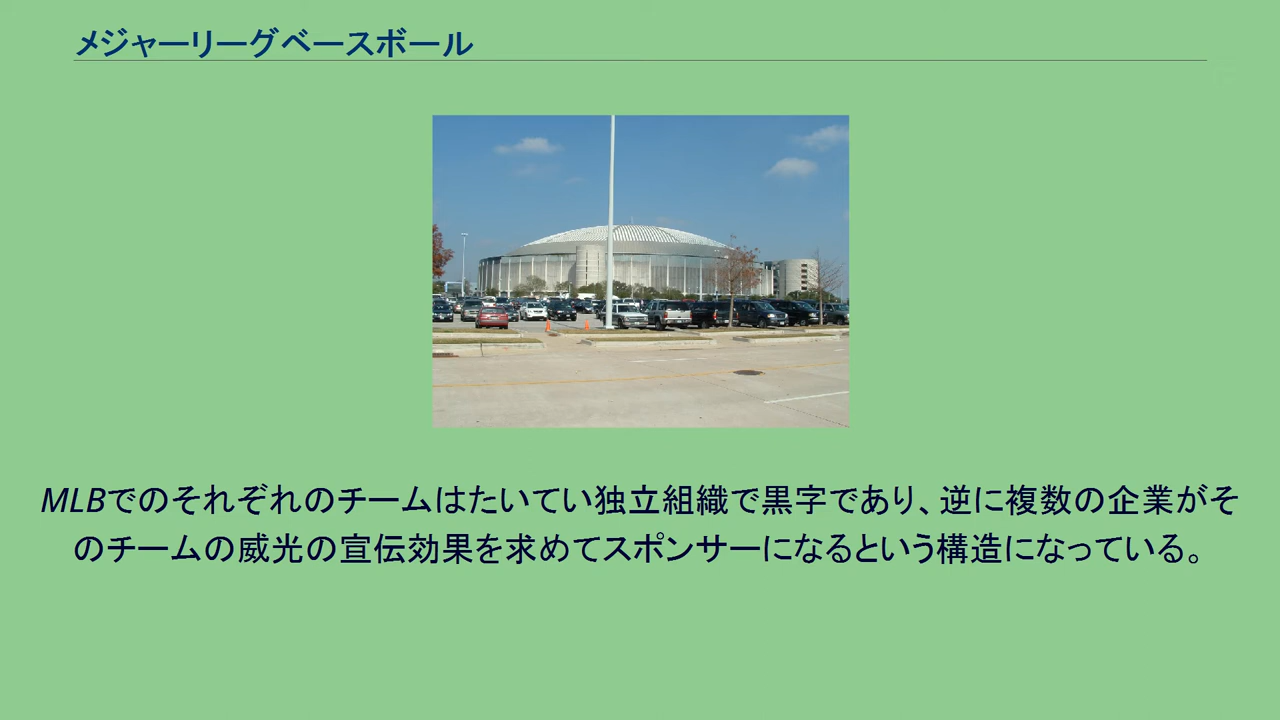 メジャーリーグベースボール
MLBでのそれぞれのチームはたいてい独立組織で黒字であり、逆に複数の企業がそ
のチームの威光の宣伝効果を求めてスポンサーになるという構造になっている。